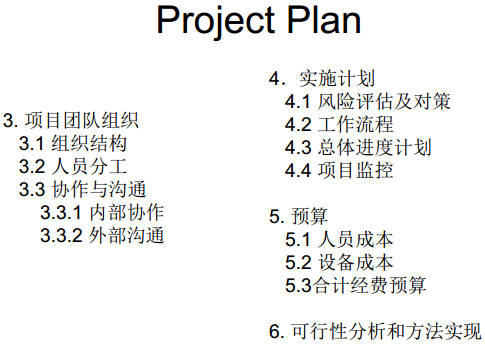 Project Plan
3. 项目团队组织
3.1 组织结构
3.2 人员分工
3.3 协作与沟通
3.3.1 内部协作
3.3.2 外部沟通
4．实施计划
4.1 风险评估及对策
4.2 工作流程
4.3 总体进度计划
4.4 项目监控
5. 预算
5.1 人员成本
5.2 设备成本
5.3合计经费预算
6. 可行性分析和方法实现